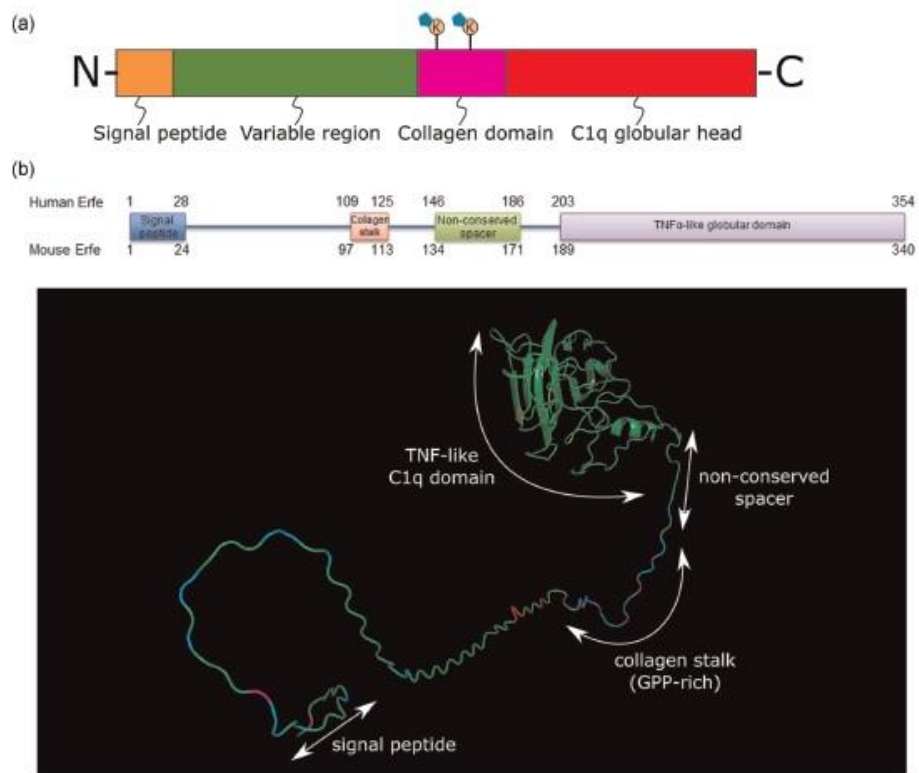 (a)
K K
N C
Signal peptide Variable region Collagen domain C1q globular head
(b)
Human Erfe 1 28 109 125 146 186 203 354
Signal peptide
Collagen stalk
Non-conserved spacer
TNFα-like globular domain
Mouse Erfe 1 24 97 113 134 171 189 340
TNF-like
C1q domain
non-conserved
spacer
collagen stalk
(GPP-rich)
signal peptide